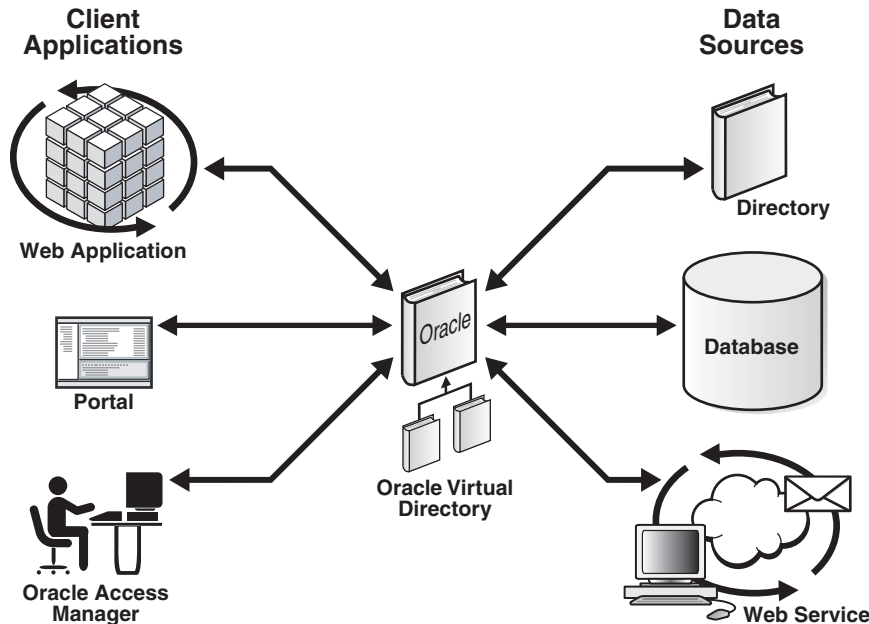 Client
Applications
Data
Sources
Web Application
Directory
Oracle
Database
Portal
Oracle Virtual
Directory
Oracle Access
Manager
Web Service